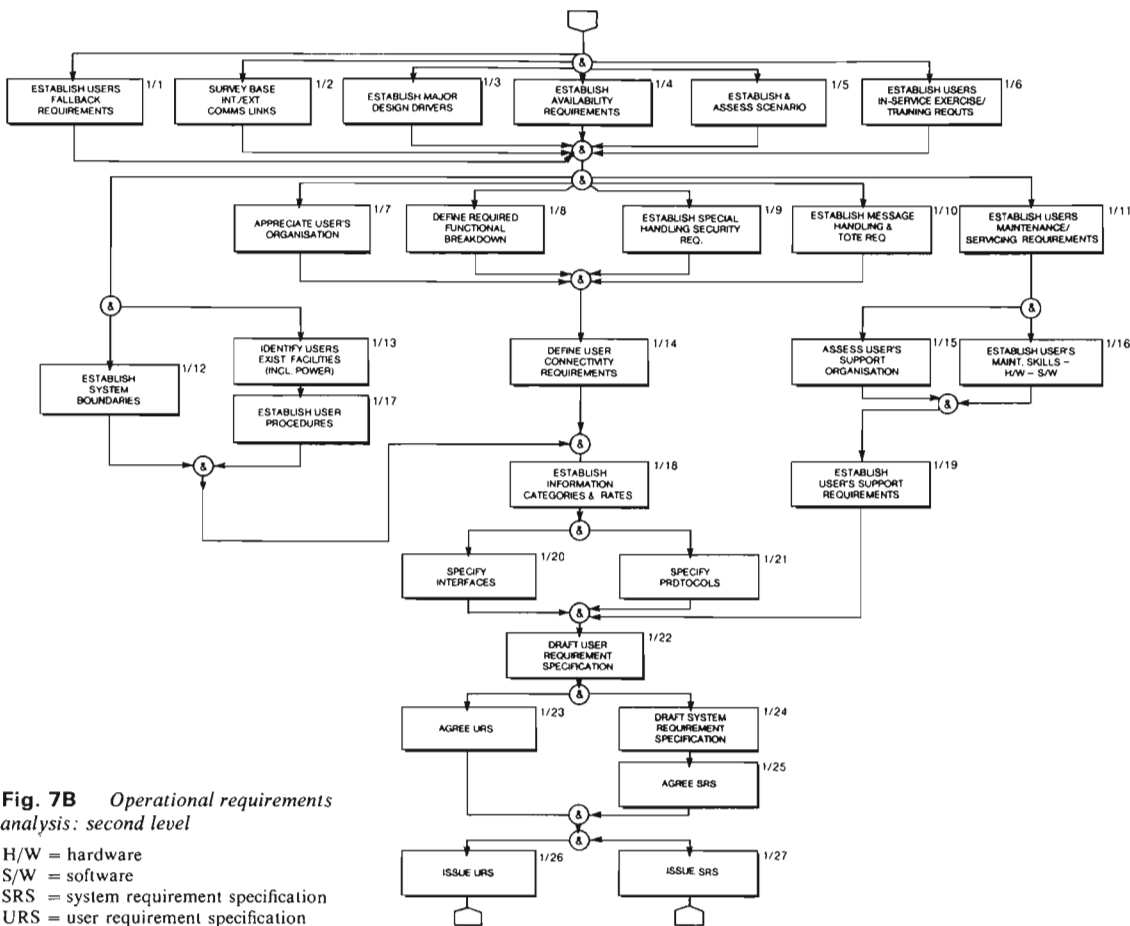 &
1/1
ESTABLISH USERS
FALLBACK
REQUIREMENTS
1/2
SURVEY BASE
INT./EXT
COMMS LINKS
1/3
ESTABLISH MAJOR
DESIGN DRIVERS
1/4
ESTABLISH
AVAILABILITY
REQUIREMENTS
1/5
ESTABLISH &
ASSESS SCENARIO
1/6
ESTABLISH USERS
IN-SERVICE EXERCISE/
TRAINING REQUTS
&
&
1/7
APPRECIATE USER'S
ORGANISATION
1/8
DEFINE REQUIRED
FUNCTIONAL
BREAKDOWN
1/9
ESTABLISH SPECIAL
HANDLING SECURITY
REQ.
1/10
ESTABLISH MESSAGE
HANDLING &
TOTE REQ
1/11
ESTABLISH USERS
MAINTENANCE/
SERVICING REQUIREMENTS
&
&
&
1/12
ESTABLISH
SYSTEM
BOUNDARIES
1/13
IDENTIFY USERS
EXIST FACILITIES
(INCL. POWER)
1/14
DEFINE USER
CONNECTIVITY
REQUIREMENTS
1/15
ASSESS USER'S
SUPPORT
ORGANISATION
1/16
ESTABLISH USER'S
MAINT. SKILLS –
H/W – S/W
1/17
ESTABLISH USER
PROCEDURES
&
&
&
1/18
ESTABLISH
INFORMATION
CATEGORIES & RATES
1/19
ESTABLISH
USER'S SUPPORT
REQUIREMENTS
&
1/20
SPECIFY
INTERFACES
1/21
SPECIFY
PROTOCOLS
&
1/22
DRAFT USER
REQUIREMENT
SPECIFICATION
&
1/23
AGREE URS
1/24
DRAFT SYSTEM
REQUIREMENT
SPECIFICATION
1/25
AGREE SRS
&
&
1/26
ISSUE URS
1/27
ISSUE SRS
Fig. 7B Operational requirements
analysis: second level
H/W = hardware
S/W = software
SRS = system requirement specification
URS = user requirement specification